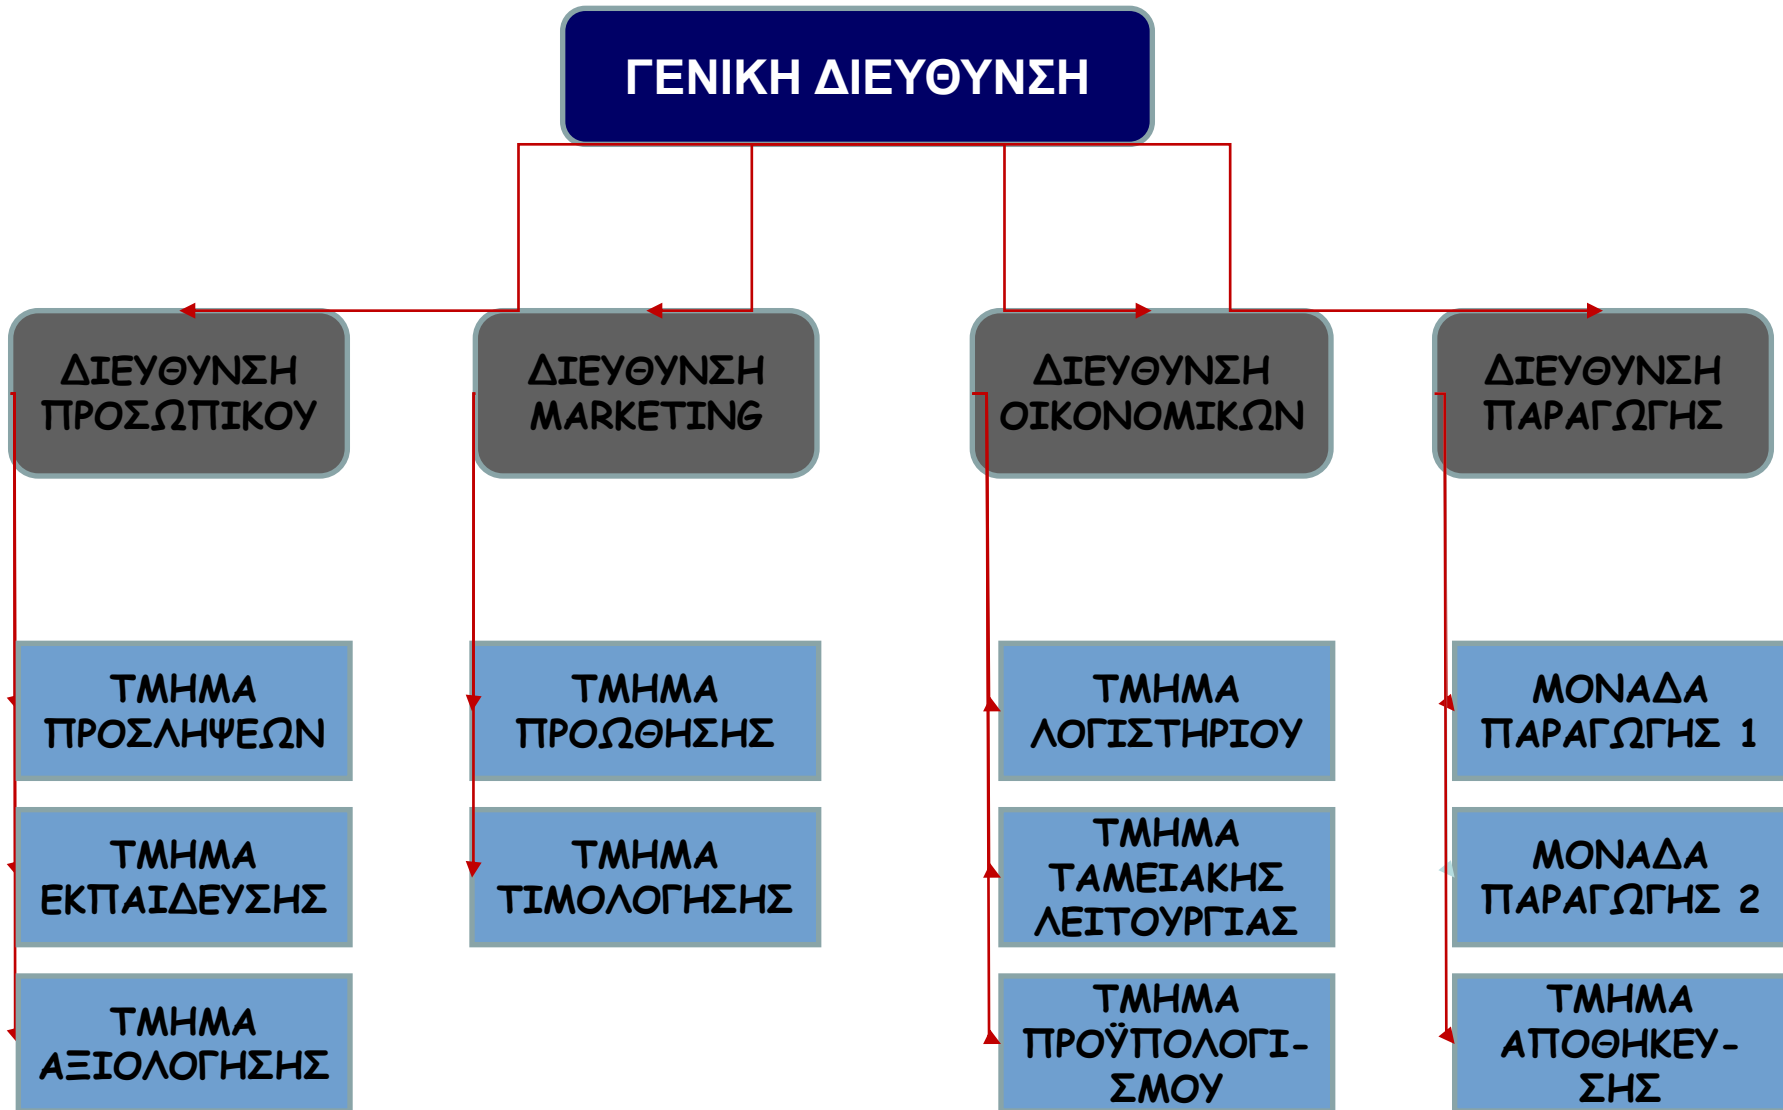 ΓΕΝΙΚΗ ΔΙΕΥΘΥΝΣΗ
ΔΙΕΥΘΥΝΣΗ
ΠΡΟΣΩΠΙΚΟΥ
ΔΙΕΥΘΥΝΣΗ
MARKETING
ΔΙΕΥΘΥΝΣΗ
ΟΙΚΟΝΟΜΙΚΩΝ
ΔΙΕΥΘΥΝΣΗ
ΠΑΡΑΓΩΓΗΣ
ΤΜΗΜΑ
ΠΡΟΣΛΗΨΕΩΝ
ΤΜΗΜΑ
ΠΡΟΩΘΗΣΗΣ
ΤΜΗΜΑ
ΛΟΓΙΣΤΗΡΙΟΥ
ΜΟΝΑΔΑ
ΠΑΡΑΓΩΓΗΣ 1
ΤΜΗΜΑ
ΕΚΠΑΙΔΕΥΣΗΣ
ΤΜΗΜΑ
ΤΙΜΟΛΟΓΗΣΗΣ
ΤΜΗΜΑ
ΤΑΜΕΙΑΚΗΣ
ΛΕΙΤΟΥΡΓΙΑΣ
ΜΟΝΑΔΑ
ΠΑΡΑΓΩΓΗΣ 2
ΤΜΗΜΑ
ΑΞΙΟΛΟΓΗΣΗΣ
ΤΜΗΜΑ
ΠΡΟΫΠΟΛΟΓΙ-
ΣΜΟΥ
ΤΜΗΜΑ
ΑΠΟΘΗΚΕΥ-
ΣΗΣ